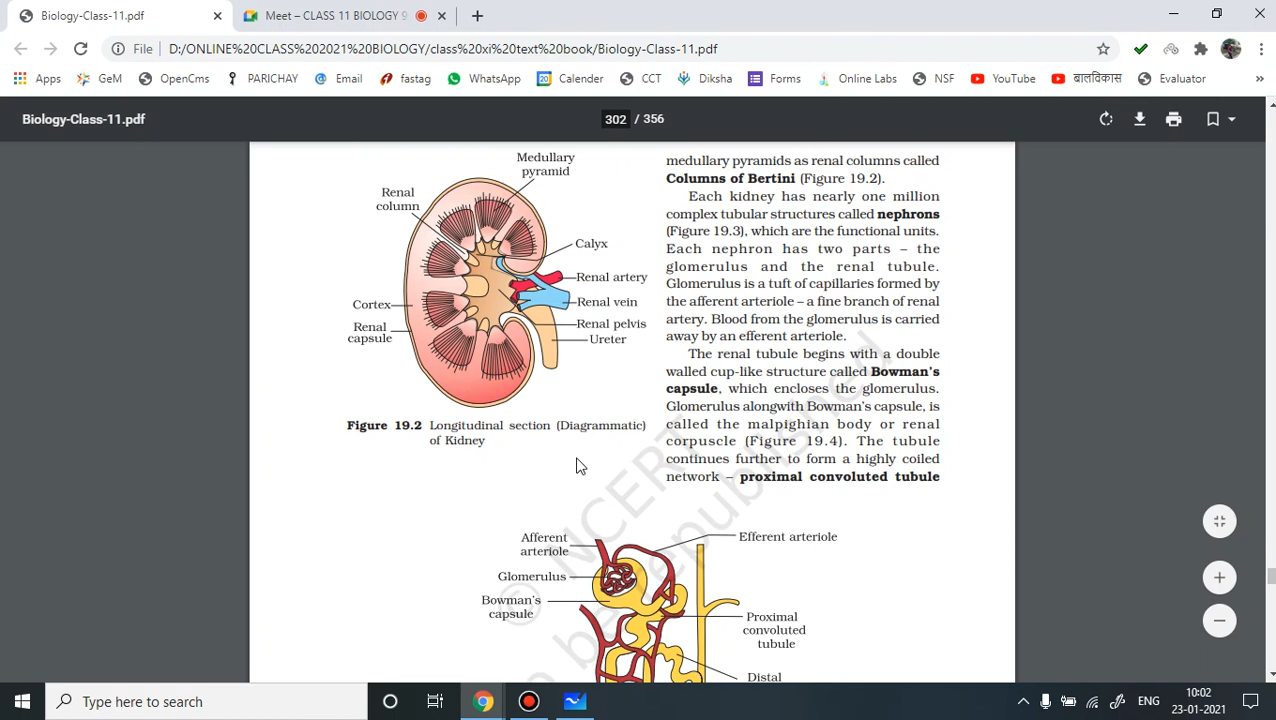 Biology-Class-11.pdf
Meet – CLASS 11 BIOLOGY 9
File
D:/ONLINE%20CLASS%202021%20BIOLOGY/class%20xi%20text%20book/Biology-Class-11.pdf
Apps
GeM
OpenCms
PARICHAY
Email
fastag
WhatsApp
20
Calender
CCT
Diksha
Forms
Online Labs
NSF
YouTube
बालविकास
Evaluator
»
Biology-Class-11.pdf
302 / 356
Medullary
pyramid
Renal
column
Calyx
Renal artery
Renal vein
Cortex
Renal pelvis
Renal
capsule
Ureter
Figure 19.2 Longitudinal section (Diagrammatic)
of Kidney
medullary pyramids as renal columns called
Columns of Bertini (Figure 19.2).
Each kidney has nearly one million
complex tubular structures called nephrons
(Figure 19.3), which are the functional units.
Each nephron has two parts – the
glomerulus and the renal tubule.
Glomerulus is a tuft of capillaries formed by
the afferent arteriole – a fine branch of renal
artery. Blood from the glomerulus is carried
away by an efferent arteriole.
The renal tubule begins with a double
walled cup-like structure called Bowman's
capsule, which encloses the glomerulus.
Glomerulus alongwith Bowman's capsule, is
called the malpighian body or renal
corpuscle (Figure 19.4). The tubule
continues further to form a highly coiled
network – proximal convoluted tubule
© NCERT
be republished
Afferent
arteriole
Efferent arteriole
Glomerulus
Bowman's
capsule
Proximal
convoluted
tubule
Distal
Type here to search
ENG
10:02
23-01-2021